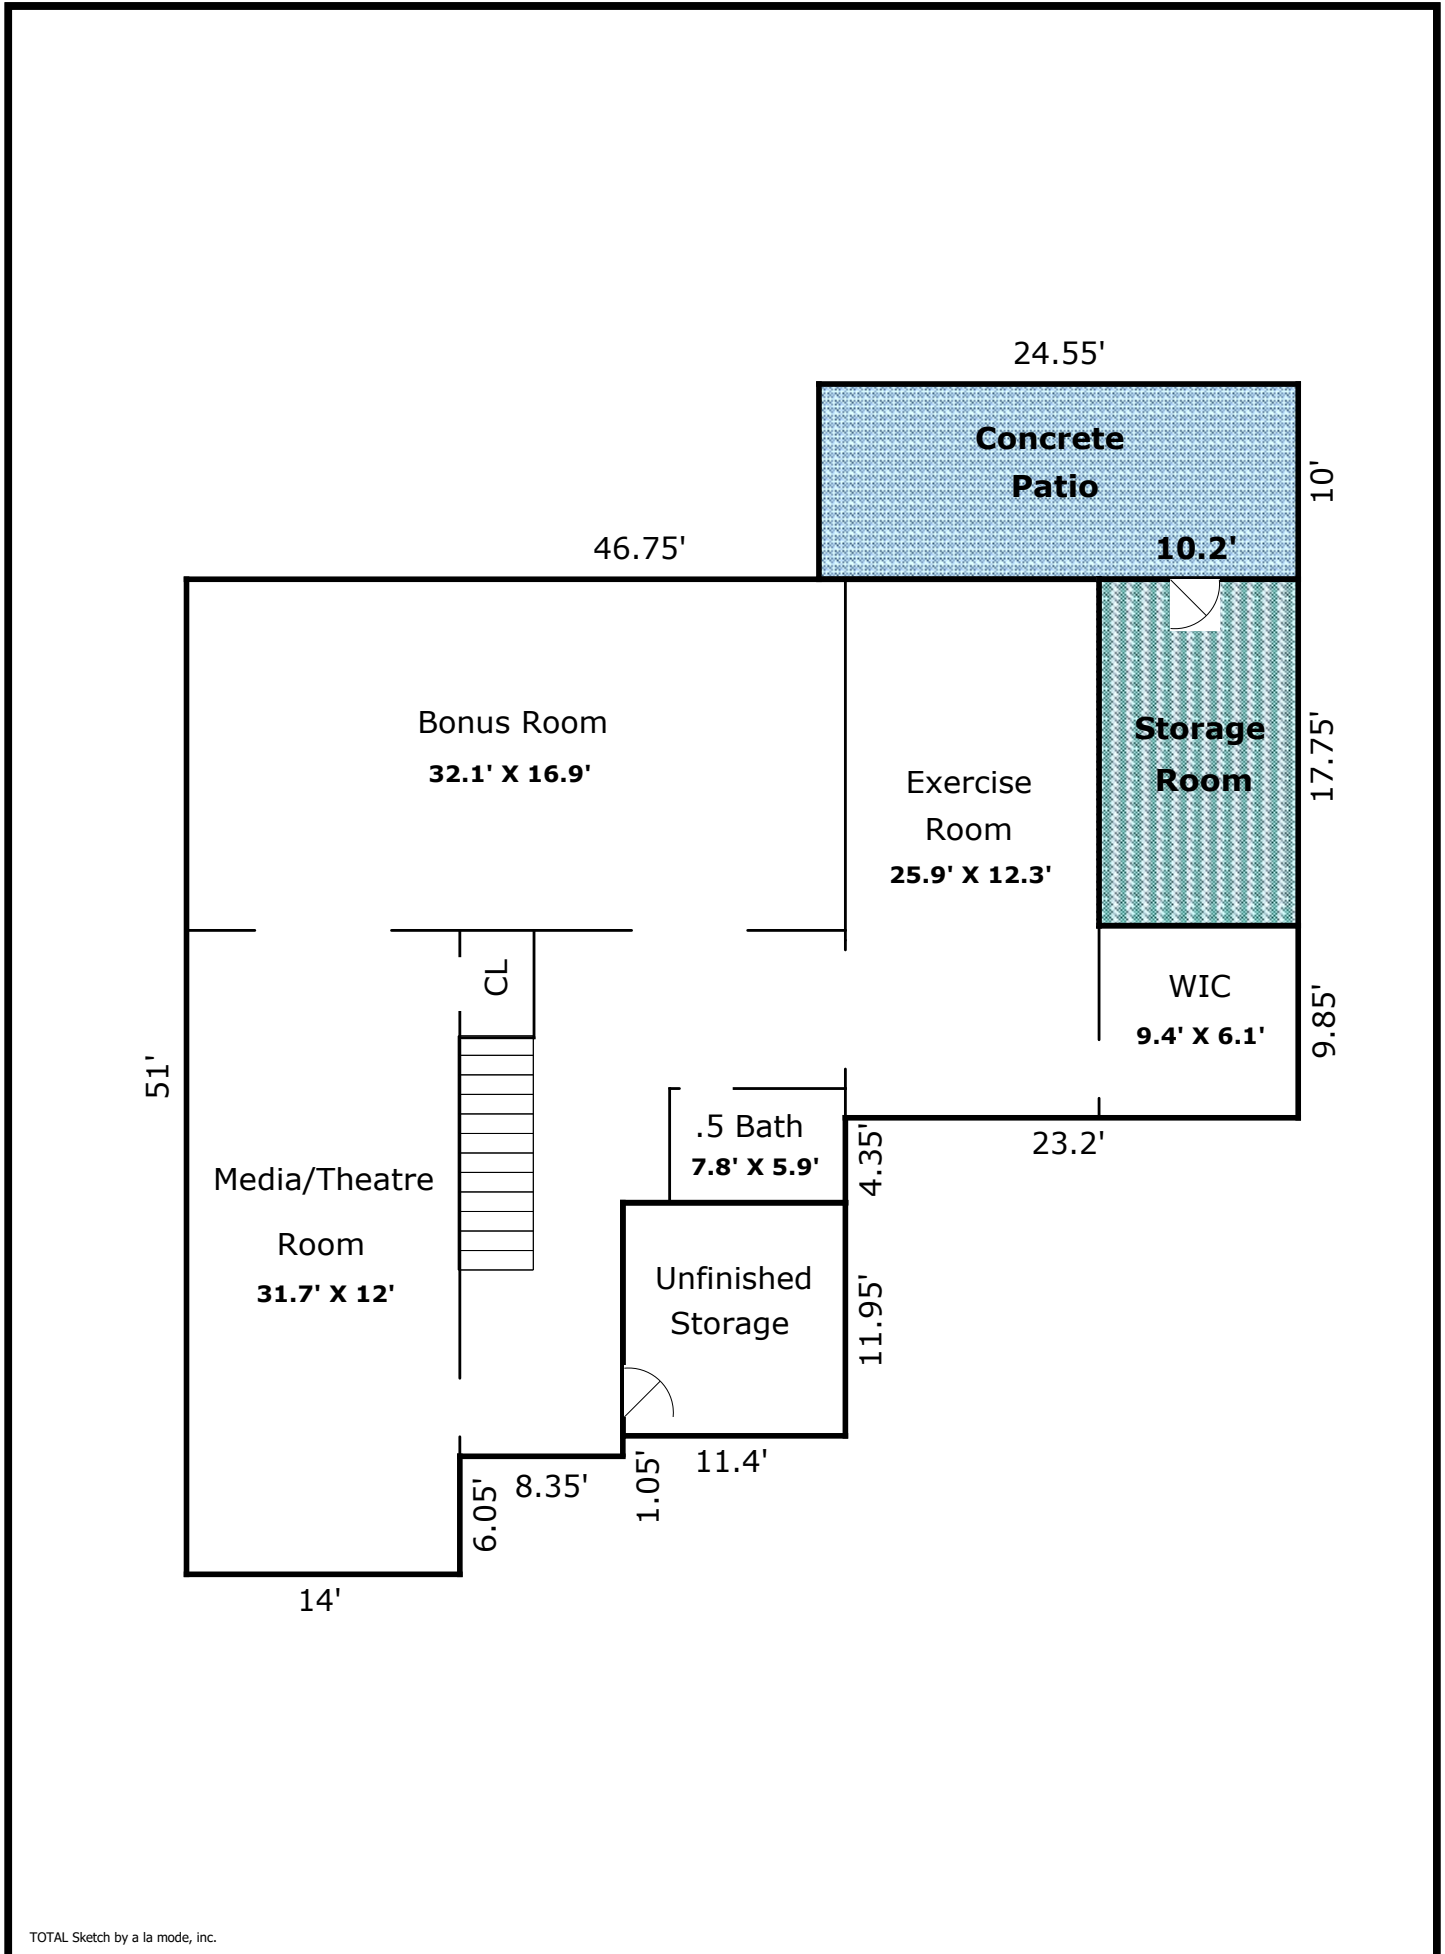 24.55'
Concrete
Patio
10'
46.75'
10.2'
Bonus Room
32.1' X 16.9'
Exercise
Room
25.9' X 12.3'
Storage
Room
17.75'
CL
WIC
9.4' X 6.1'
9.85'
51'
.5 Bath
7.8' X 5.9'
4.35'
23.2'
Media/Theatre
Room
31.7' X 12'
Unfinished
Storage
11.95'
8.35'
6.05'
1.05'
11.4'
14'
TOTAL Sketch by a la mode, inc.